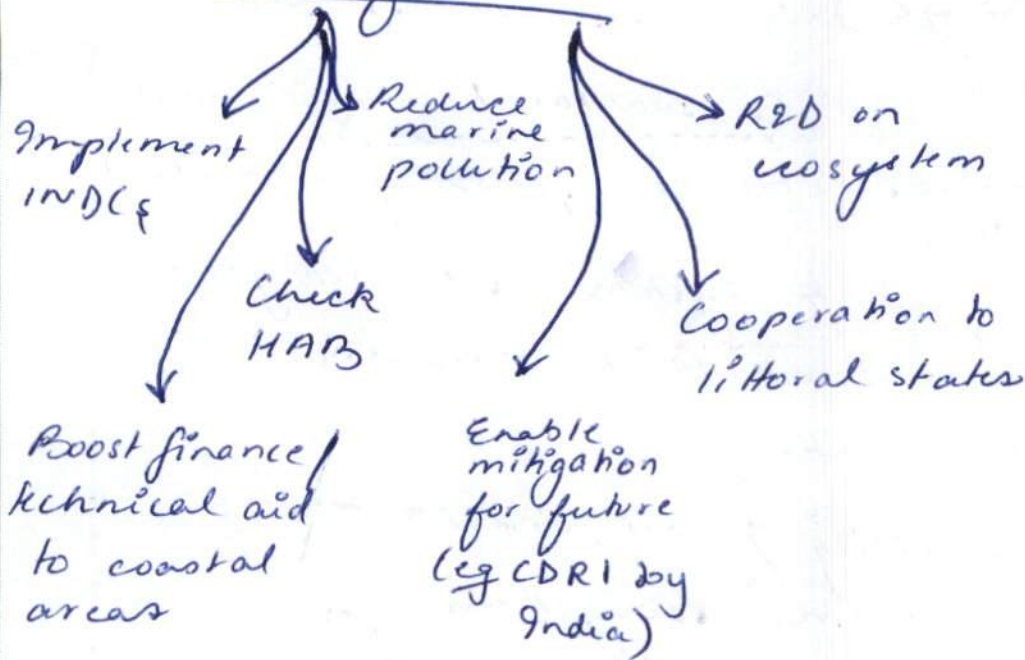 Implement
INDCs
Reduce
marine
pollution
R&D on
ecosystem
Check
HAB
Cooperation to
littoral states
Boost finance/
technical aid
to coastal
areas
Enable
mitigation
for future
(eg CDRI by
India)